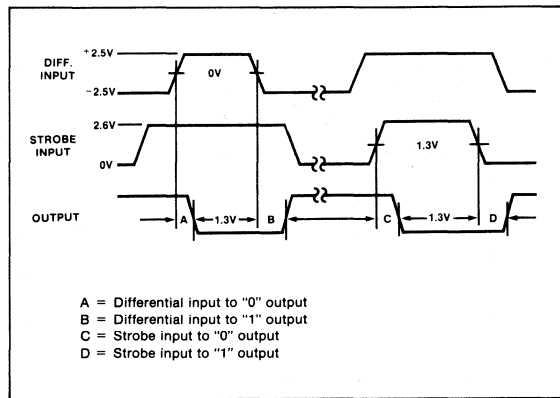 DIFF.
INPUT
+2.5V
0V
-2.5V
STROBE
INPUT
2.6V
1.3V
0V
OUTPUT
A
1.3V
B
C
1.3V
D
A = Differential input to "0" output
B = Differential input to "1" output
C = Strobe input to "0" output
D = Strobe input to "1" output